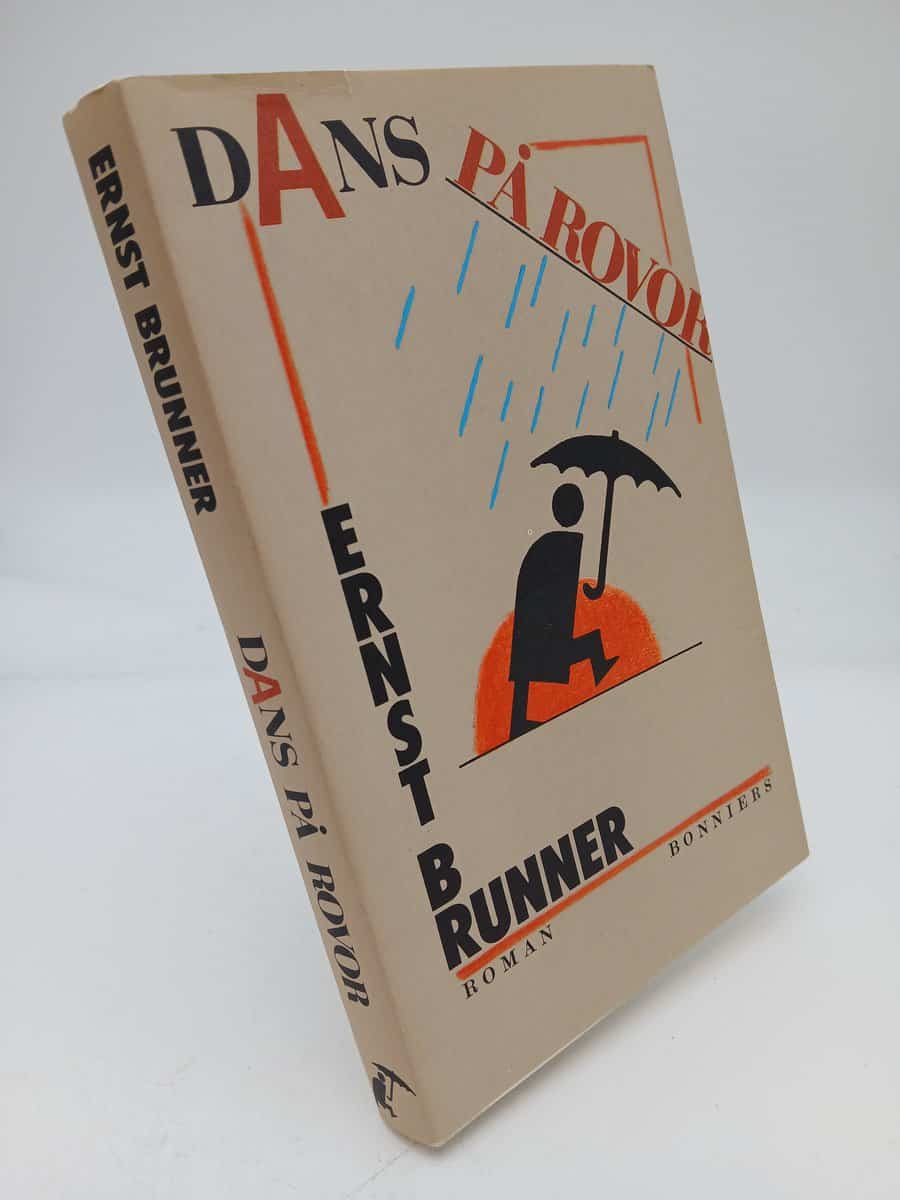 DANS PÅ ROVOR
ERNST BRUNNER
ROMAN
BONNIERS
ERNST BRUNNER
DANS PÅ ROVOR